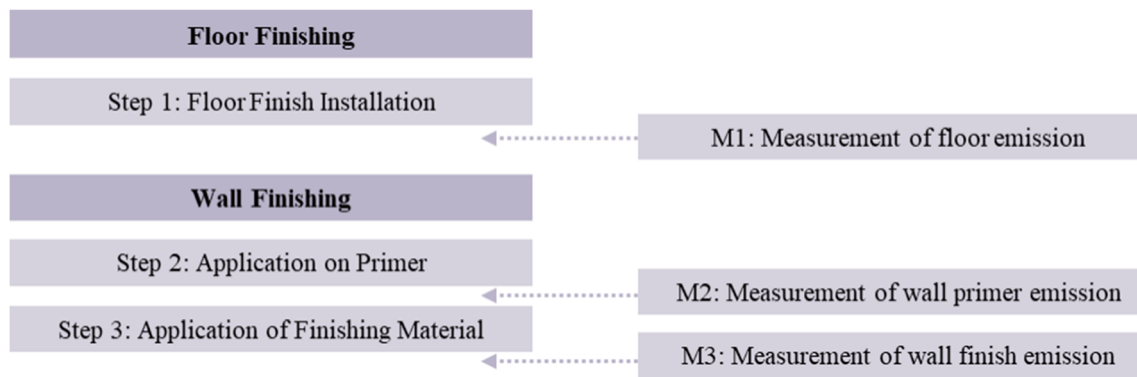 Floor Finishing
Step 1: Floor Finish Installation
M1: Measurement of floor emission
Wall Finishing
Step 2: Application on Primer
M2: Measurement of wall primer emission
Step 3: Application of Finishing Material
M3: Measurement of wall finish emission